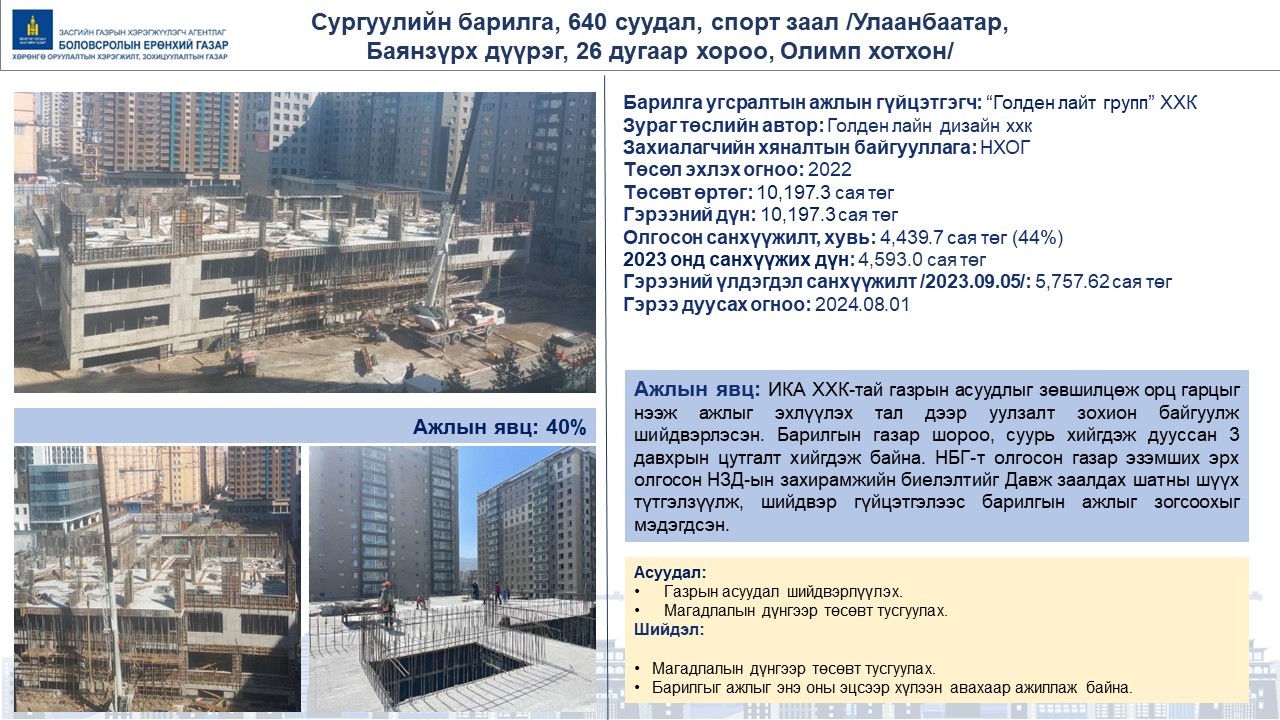 Сургуулийн барилга, 640 суудал, спорт заал /Улаанбаатар,
Баянзүрх дүүрэг, 26 дугаар хороо, Олимп хотхон/
ЗАСГИЙН ГАЗРЫН ХЭРЭГЖҮҮЛЭГЧ АГЕНТЛАГ
БОЛОВСРОЛЫН ЕРӨНХИЙ ГАЗАР
ХӨРӨНГӨ ОРУУЛАЛТЫН ХЭРЭГЖИЛТ, ЗОХИЦУУЛАЛТЫН ГАЗАР
Барилга угсралтын ажлын гүйцэтгэгч: “Голден лайт групп” ХХК
Зураг төслийн автор: Голден лайн дизайн ххк
Захиалагчийн хяналтын байгууллага: НХОГ
Төсөл эхлэх огноо: 2022
Төсөвт өртөг: 10,197.3 сая төг
Гэрээний дүн: 10,197.3 сая төг
Олгосон санхүүжилт, хувь: 4,439.7 сая төг (44%)
2023 онд санхүүжих дүн: 4,593.0 сая төг
Гэрээний үлдэгдэл санхүүжилт /2023.09.05/: 5,757.62 сая төг
Гэрээ дуусах огноо: 2024.08.01
Ажлын явц: 40%
Ажлын явц: ИКА ХХК-тай газрын асуудлыг зөвшилцөж орц гарцыг
нээж ажлыг эхлүүлэх тал дээр уулзалт зохион байгуулж
шийдвэрлэсэн. Барилгын газар шороо, суурь хийгдэж дууссан 3
давхрын цутгалт хийгдэж байна. НБГ-т олгосон газар эзэмших эрх
олгосон НЗД-ын захирамжийн биелэлтийг Давж заалдах шатны шүүх
түтгэлзүүлж, шийдвэр гүйцэтгэлээс барилгын ажлыг зогсоохыг
мэдэгдсэн.
Асуудал:
• Газрын асуудал шийдвэрлүүлэх.
• Магадлалын дүнгээр төсөвт тусгуулах.
Шийдэл:
• Магадлалын дүнгээр төсөвт тусгуулах.
• Барилгыг ажлыг энэ оны эцсээр хүлээн авахаар ажиллаж байна.